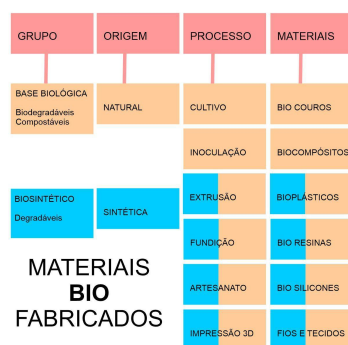 GRUPO
ORIGEM
PROCESSO
MATERIAIS
BASE BIOLÓGICA
Biodegradáveis
Compostáveis
NATURAL
CULTIVO
BIO COUROS
INOCULAÇÃO
BIOCOMPÓSITOS
BIOSINTÉTICO
Degradáveis
SINTÉTICA
EXTRUSÃO
BIOPLÁSTICOS
FUNDIÇÃO
BIO RESINAS
ARTESANATO
BIO SILICONES
IMPRESSÃO 3D
FIOS E TECIDOS
MATERIAIS
BIO
FABRICADOS